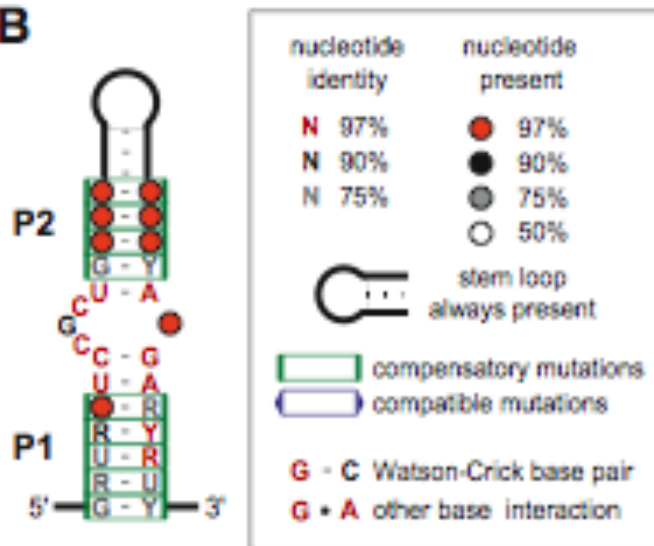 B
P2
G - Y
U - A
C
G
C
C - G
U - A
- R
P1
R - Y
U - R
R - U
5' G - Y 3'
nucleotide identity
N 97%
N 90%
N 75%
nucleotide present
97%
90%
75%
50%
stem loop
always present
compensatory mutations
compatible mutations
G - C Watson-Crick base pair
G • A other base interaction